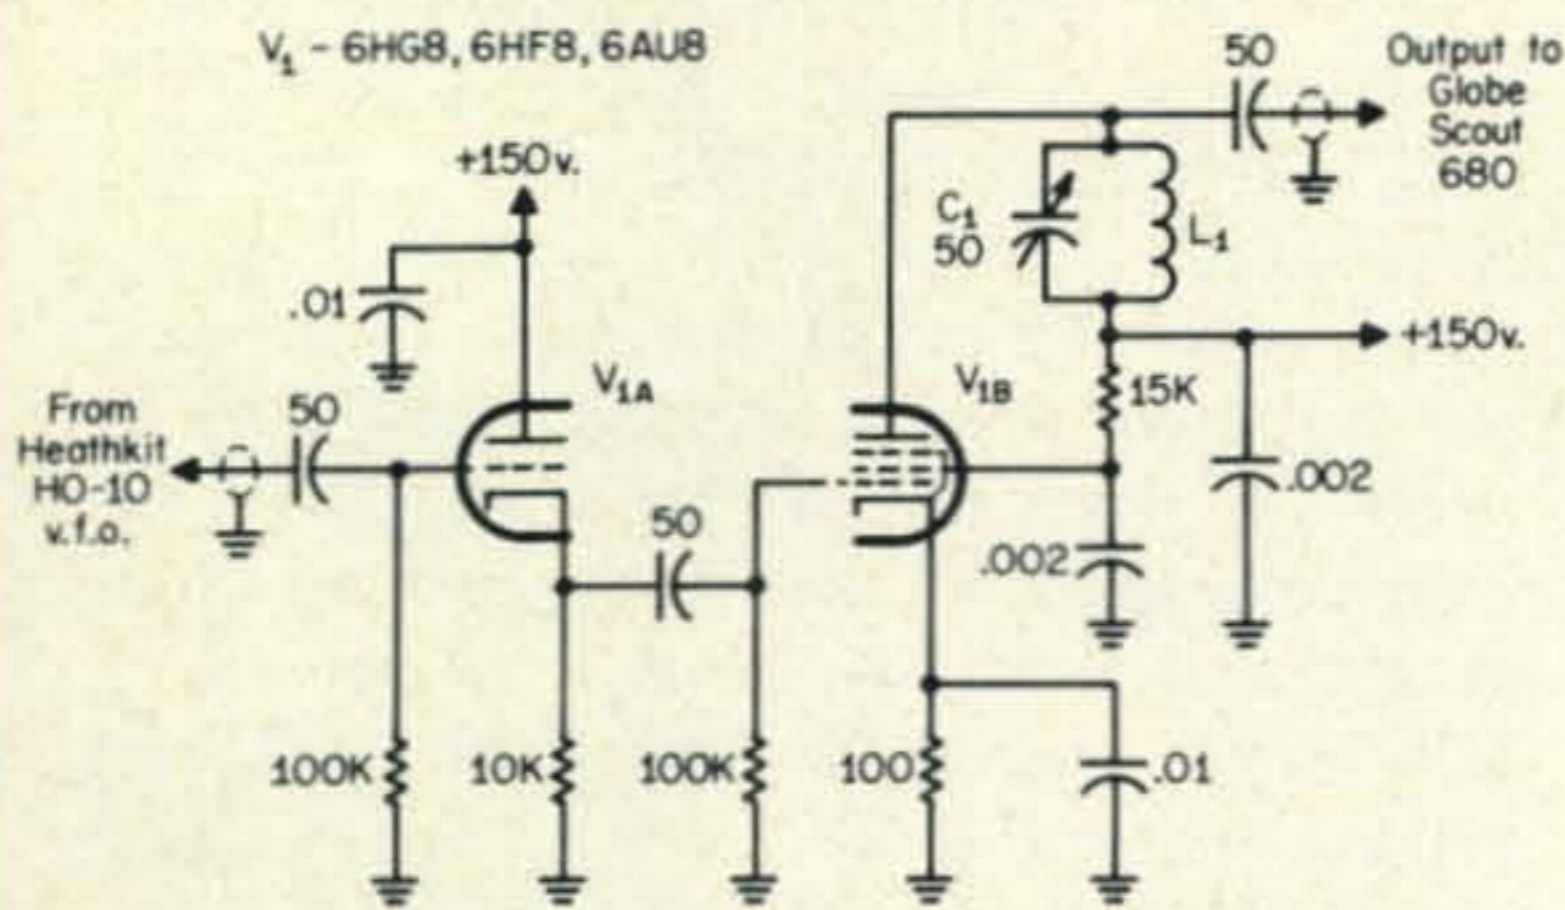 V₁ - 6HG8, 6HF8, 6AU8
50
Output to
Globe
Scout
680
+150v.
C₁
50
L₁
.01
+150v.
V₁A
V₁B
15K
From
Heathkit
HO-10
v.f.o.
50
.002
50
.002
100K
10K
100K
100
.01